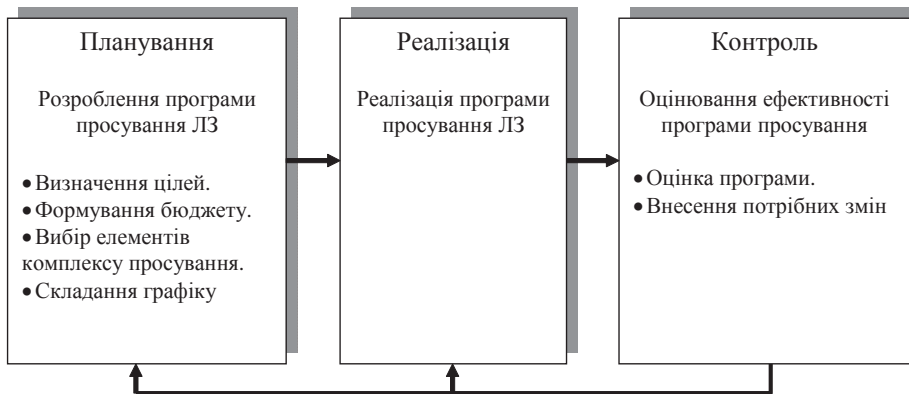 Планування
Розроблення програми
просування ЛЗ
•Визначення цілей.
•Формування бюджету.
•Вибір елементів
комплексу просування.
•Складання графіку
Реалізація
Реалізація програми
просування ЛЗ
Контроль
Оцінювання ефективності
програми просування
•Оцінка програми.
•Внесення потрібних змін